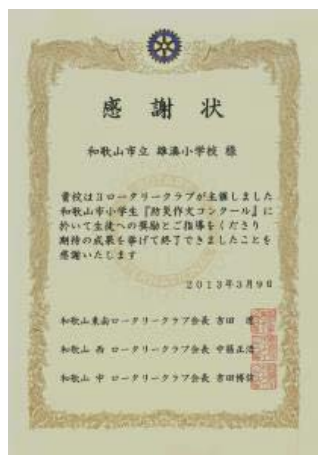 感謝状
和歌山市立 雄湊小学校 様
貴校は3ロータリークラブが主催しました
和歌山市小学生『防災作文コンクール』に
於いて生徒への奨励とご指導をくださり
期待の成果を挙げて終了できましたことを
感謝いたします
2013年3月9日
和歌山東南ロータリークラブ会長 吉田
和歌山 西 ロータリークラブ会長 中筋正
和歌山 中 ロータリークラブ会長 吉田博